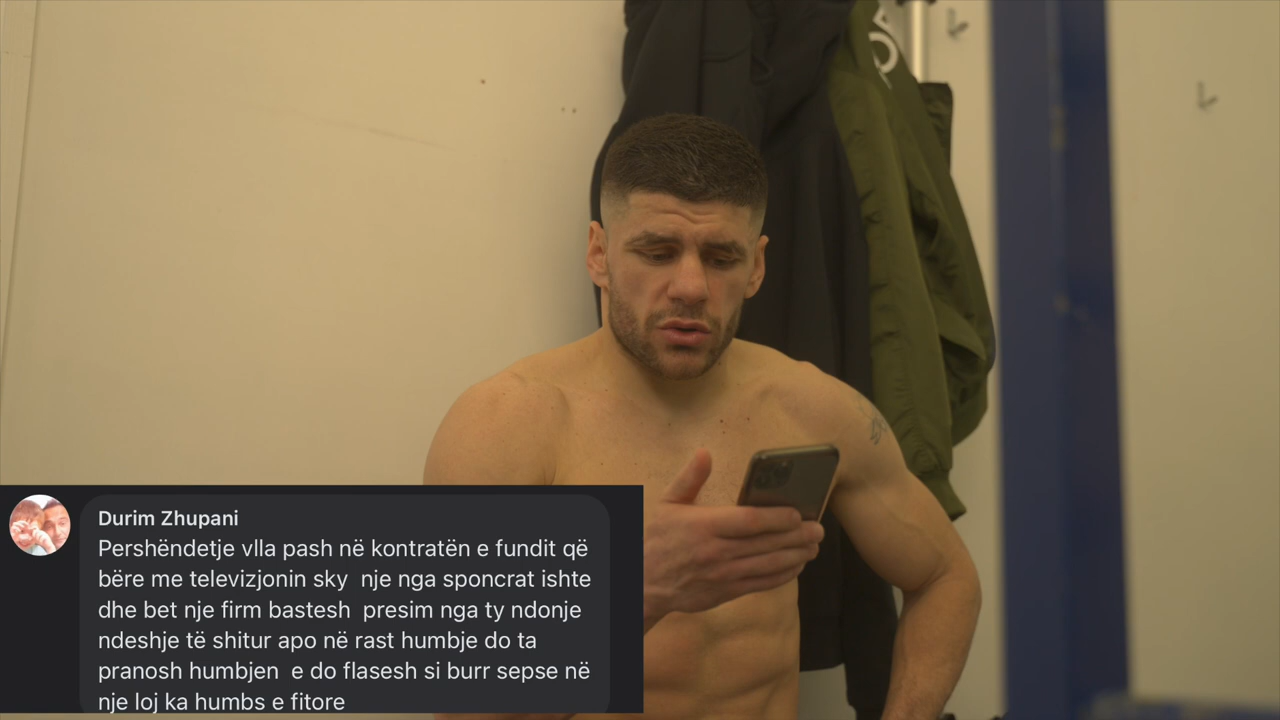 Durim Zhupani
Pershëndetje vlla pash në kontratën e fundit që
bëre me televizjonin sky  nje nga sponcrat ishte
dhe bet nje firm bastesh  presim nga ty ndonje
ndeshje të shitur apo në rast humbje do ta
pranosh humbjen  e do flasesh si burr sepse në
nje loj ka humbs e fitore